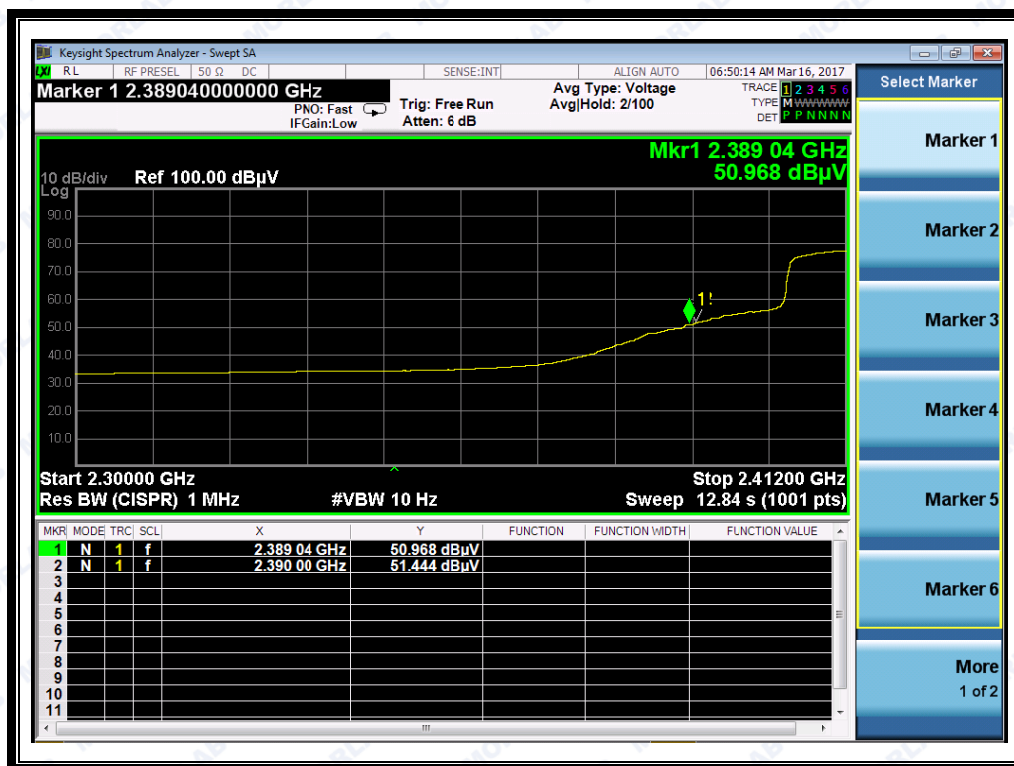 Keysight Spectrum Analyzer - Swept SA
LXI RL RF PRESEL 50 Ω DC SENSE:INT ALIGN AUTO 06:50:14 AM Mar 16, 2017
Marker 1 2.389040000000 GHz
PNO: Fast
IFGain:Low
Trig: Free Run
Atten: 6 dB
Avg Type: Voltage
Avg|Hold: 2/100
TRACE 1 2 3 4 5 6
TYPE M WWWWW
DET P P N N N N
Mkr1 2.389 04 GHz
50.968 dBµV
10 dB/div Ref 100.00 dBµV
Log
90.0
80.0
70.0
60.0
50.0
40.0
30.0
20.0
10.0
1
Start 2.30000 GHz Stop 2.41200 GHz
Res BW (CISPR) 1 MHz #VBW 10 Hz Sweep 12.84 s (1001 pts)
MKR MODE TRC SCL X Y FUNCTION FUNCTION WIDTH FUNCTION VALUE
1 N 1 f 2.389 04 GHz 50.968 dBµV
2 N 1 f 2.390 00 GHz 51.444 dBµV
3
4
5
6
7
8
9
10
11
Select Marker
Marker 1
Marker 2
Marker 3
Marker 4
Marker 5
Marker 6
More
1 of 2